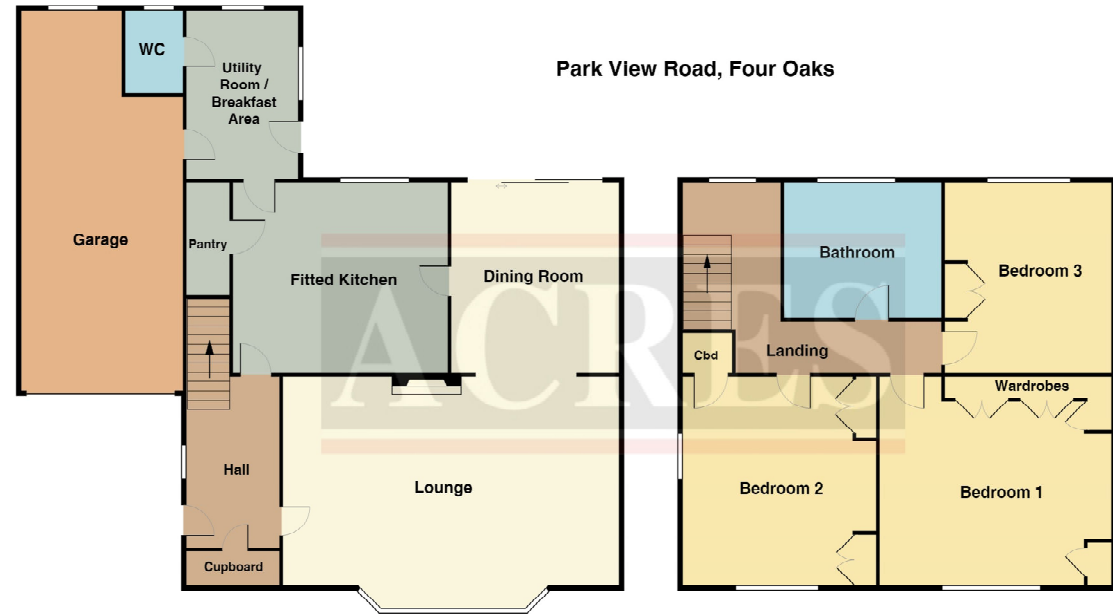 Park View Road, Four Oaks
WC
Utility
Room /
Breakfast
Area
Garage
Pantry
Fitted Kitchen
Dining Room
Hall
Lounge
Cupboard
Bathroom
Bedroom 3
Cbd
Landing
Wardrobes
Bedroom 2
Bedroom 1
ACRES